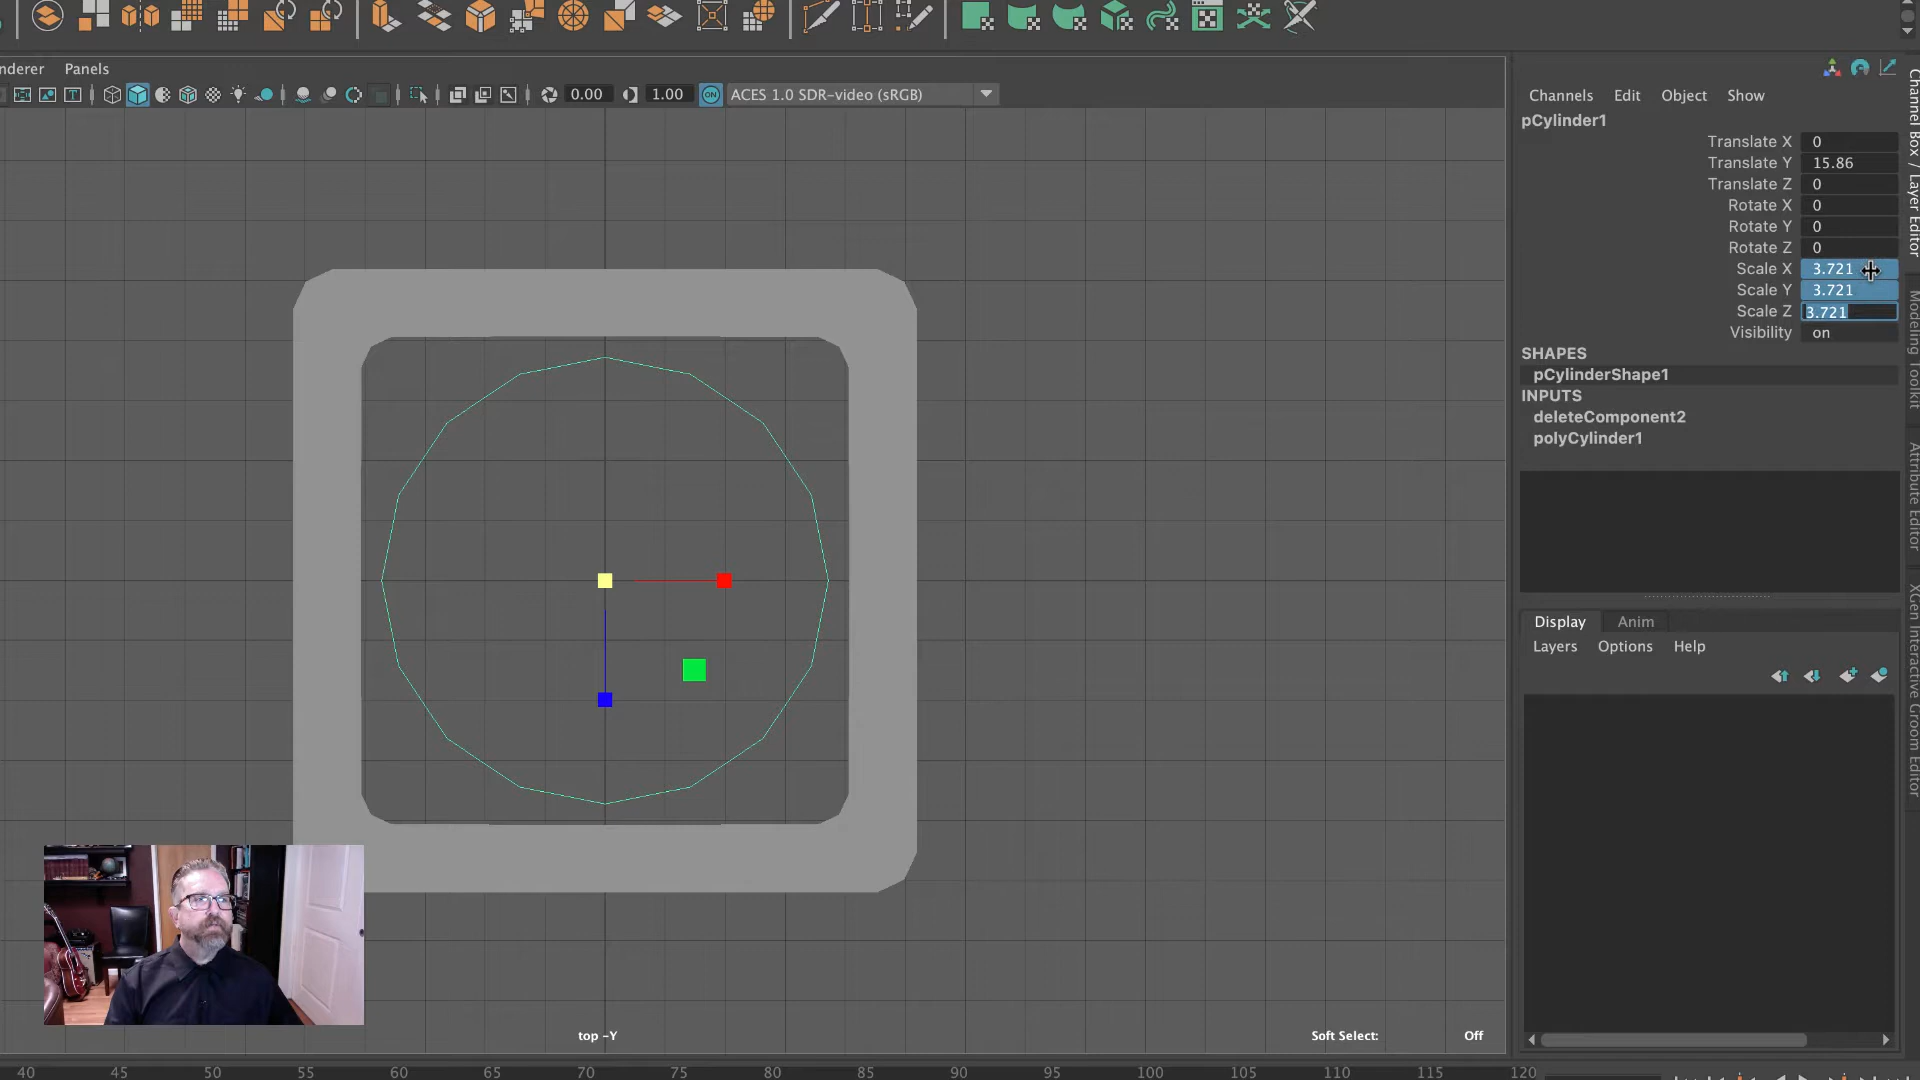 nderer Panels
0.00 1.00 ON ACES 1.0 SDR-video (sRGB)
Channels Edit Object Show
pCylinder1
Translate X 0
Translate Y 15.86
Translate Z 0
Rotate X 0
Rotate Y 0
Rotate Z 0
Scale X 3.721
Scale Y 3.721
Scale Z 3.721
Visibility on
SHAPES
pCylinderShape1
INPUTS
deleteComponent2
polyCylinder1
Display Anim
Layers Options Help
Channel Box / Layer Editor
Modeling Toolkit
Attribute Editor
XGen Interactive Groom Editor
top -Y
Soft Select: Off
40 45 50 55 60 65 70 75 80 85 90 95 100 105 110 115 120